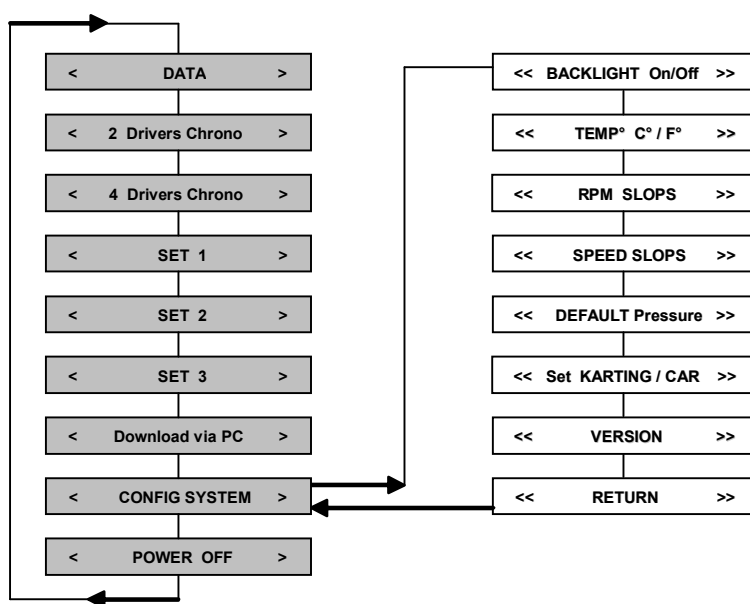 < DATA >
< 2 Drivers Chrono >
< 4 Drivers Chrono >
< SET 1 >
< SET 2 >
< SET 3 >
< Download via PC >
< CONFIG SYSTEM >
< POWER OFF >
<< BACKLIGHT On/Off >>
<< TEMP° C° / F° >>
<< RPM SLOPS >>
<< SPEED SLOPS >>
<< DEFAULT Pressure >>
<< Set KARTING / CAR >>
<< VERSION >>
<< RETURN >>